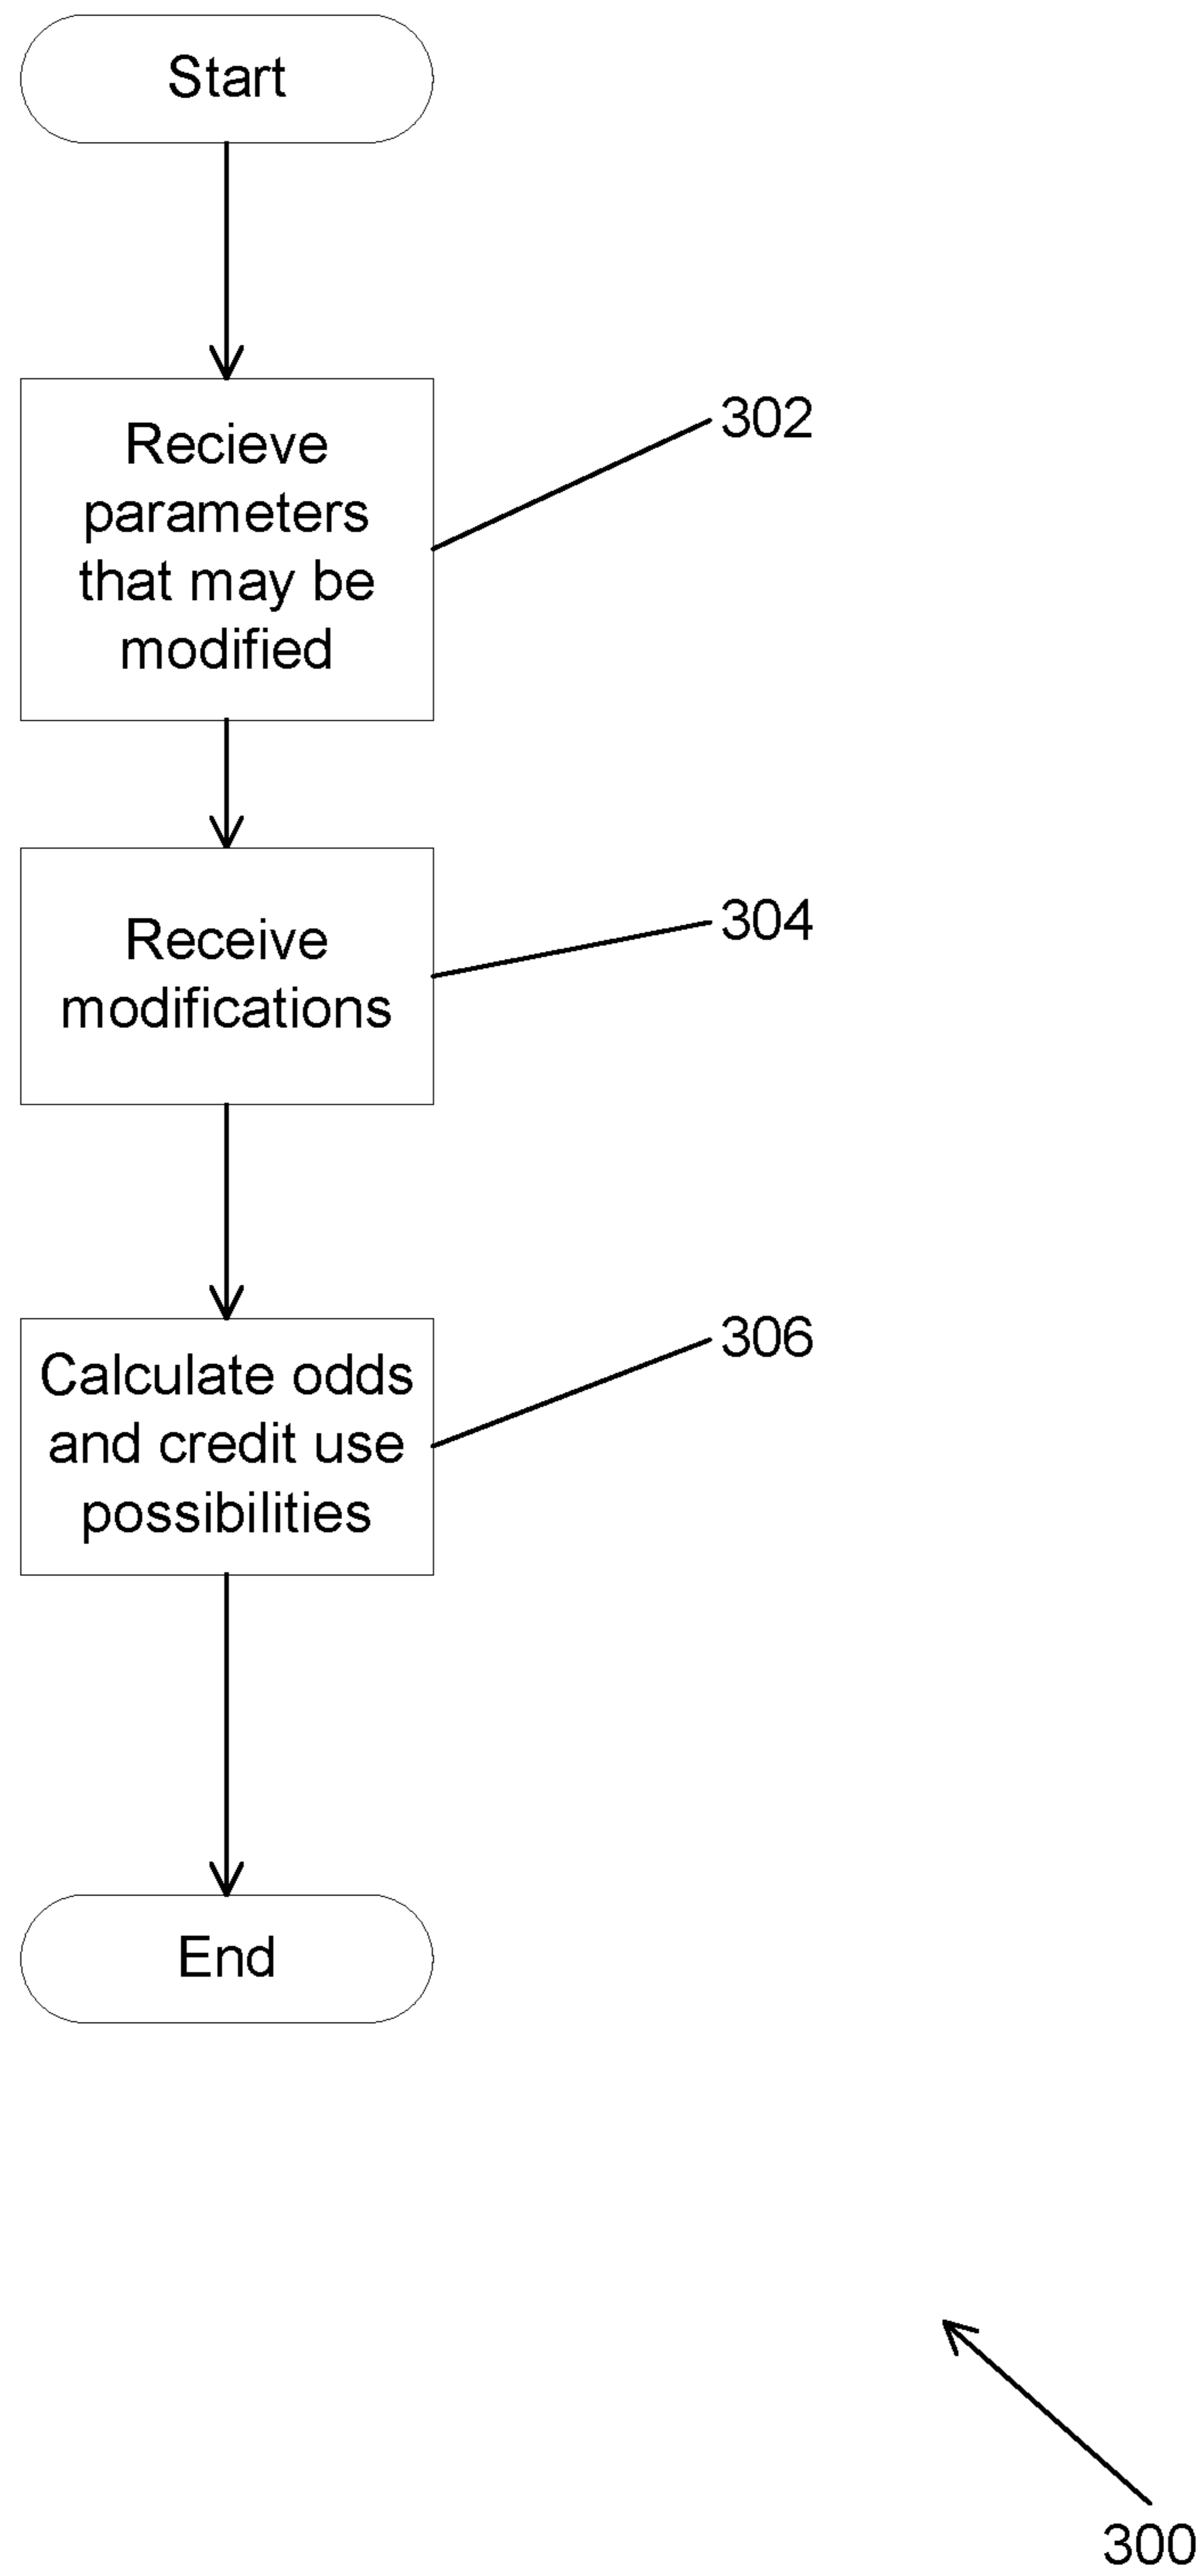 Start
Recieve
parameters
that may be
modified
302
Receive
modifications
304
Calculate odds
and credit use
possibilities
306
End
300